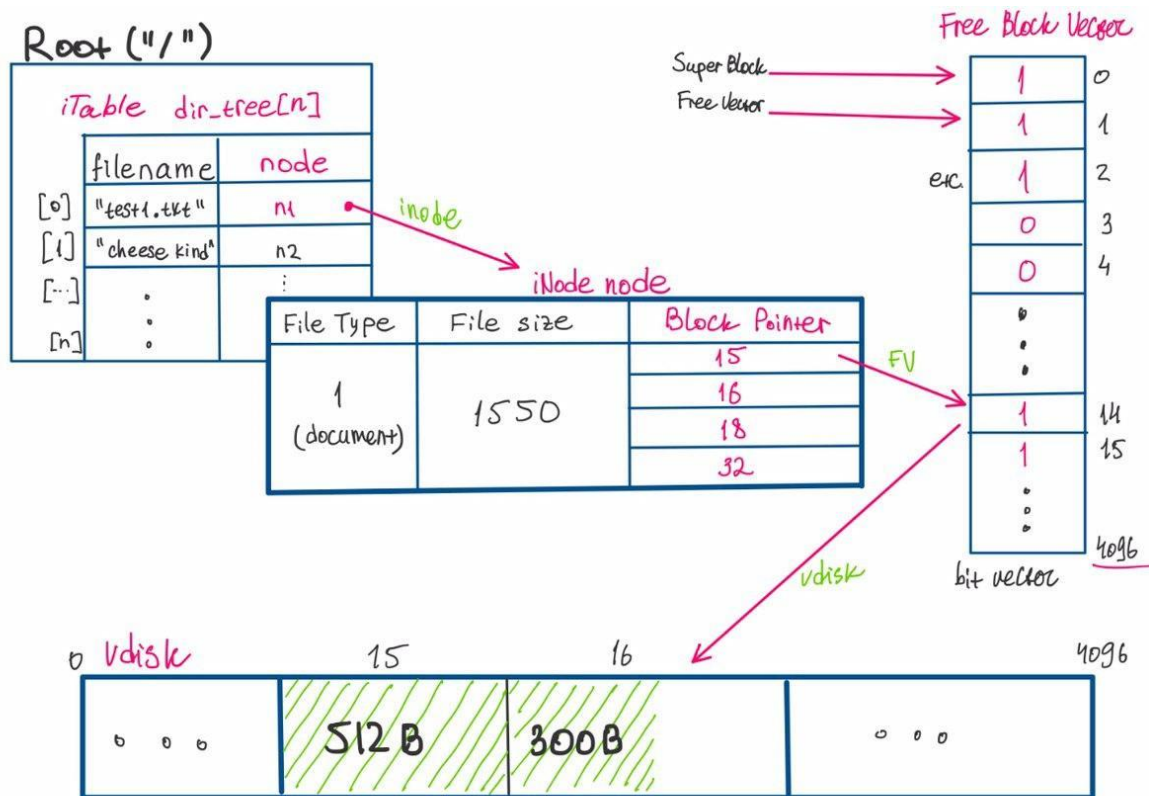 Root ("/")
iTable dir_tree[n]
filename node
[0] "test1.txt" n1
[1] "cheese.kind" n2
[...]
[n]
inode
iNode node
File Type File size Block Pointer
1
(document)
1550
15
16
18
32
FV
Free Block Vector
Super Block 1 0
Free Vector 1 1
etc. 1 2
0 3
0 4
1 14
1 15
4096
bit vector
vdisk
0 vdisk 15 16 4096
512B 300B